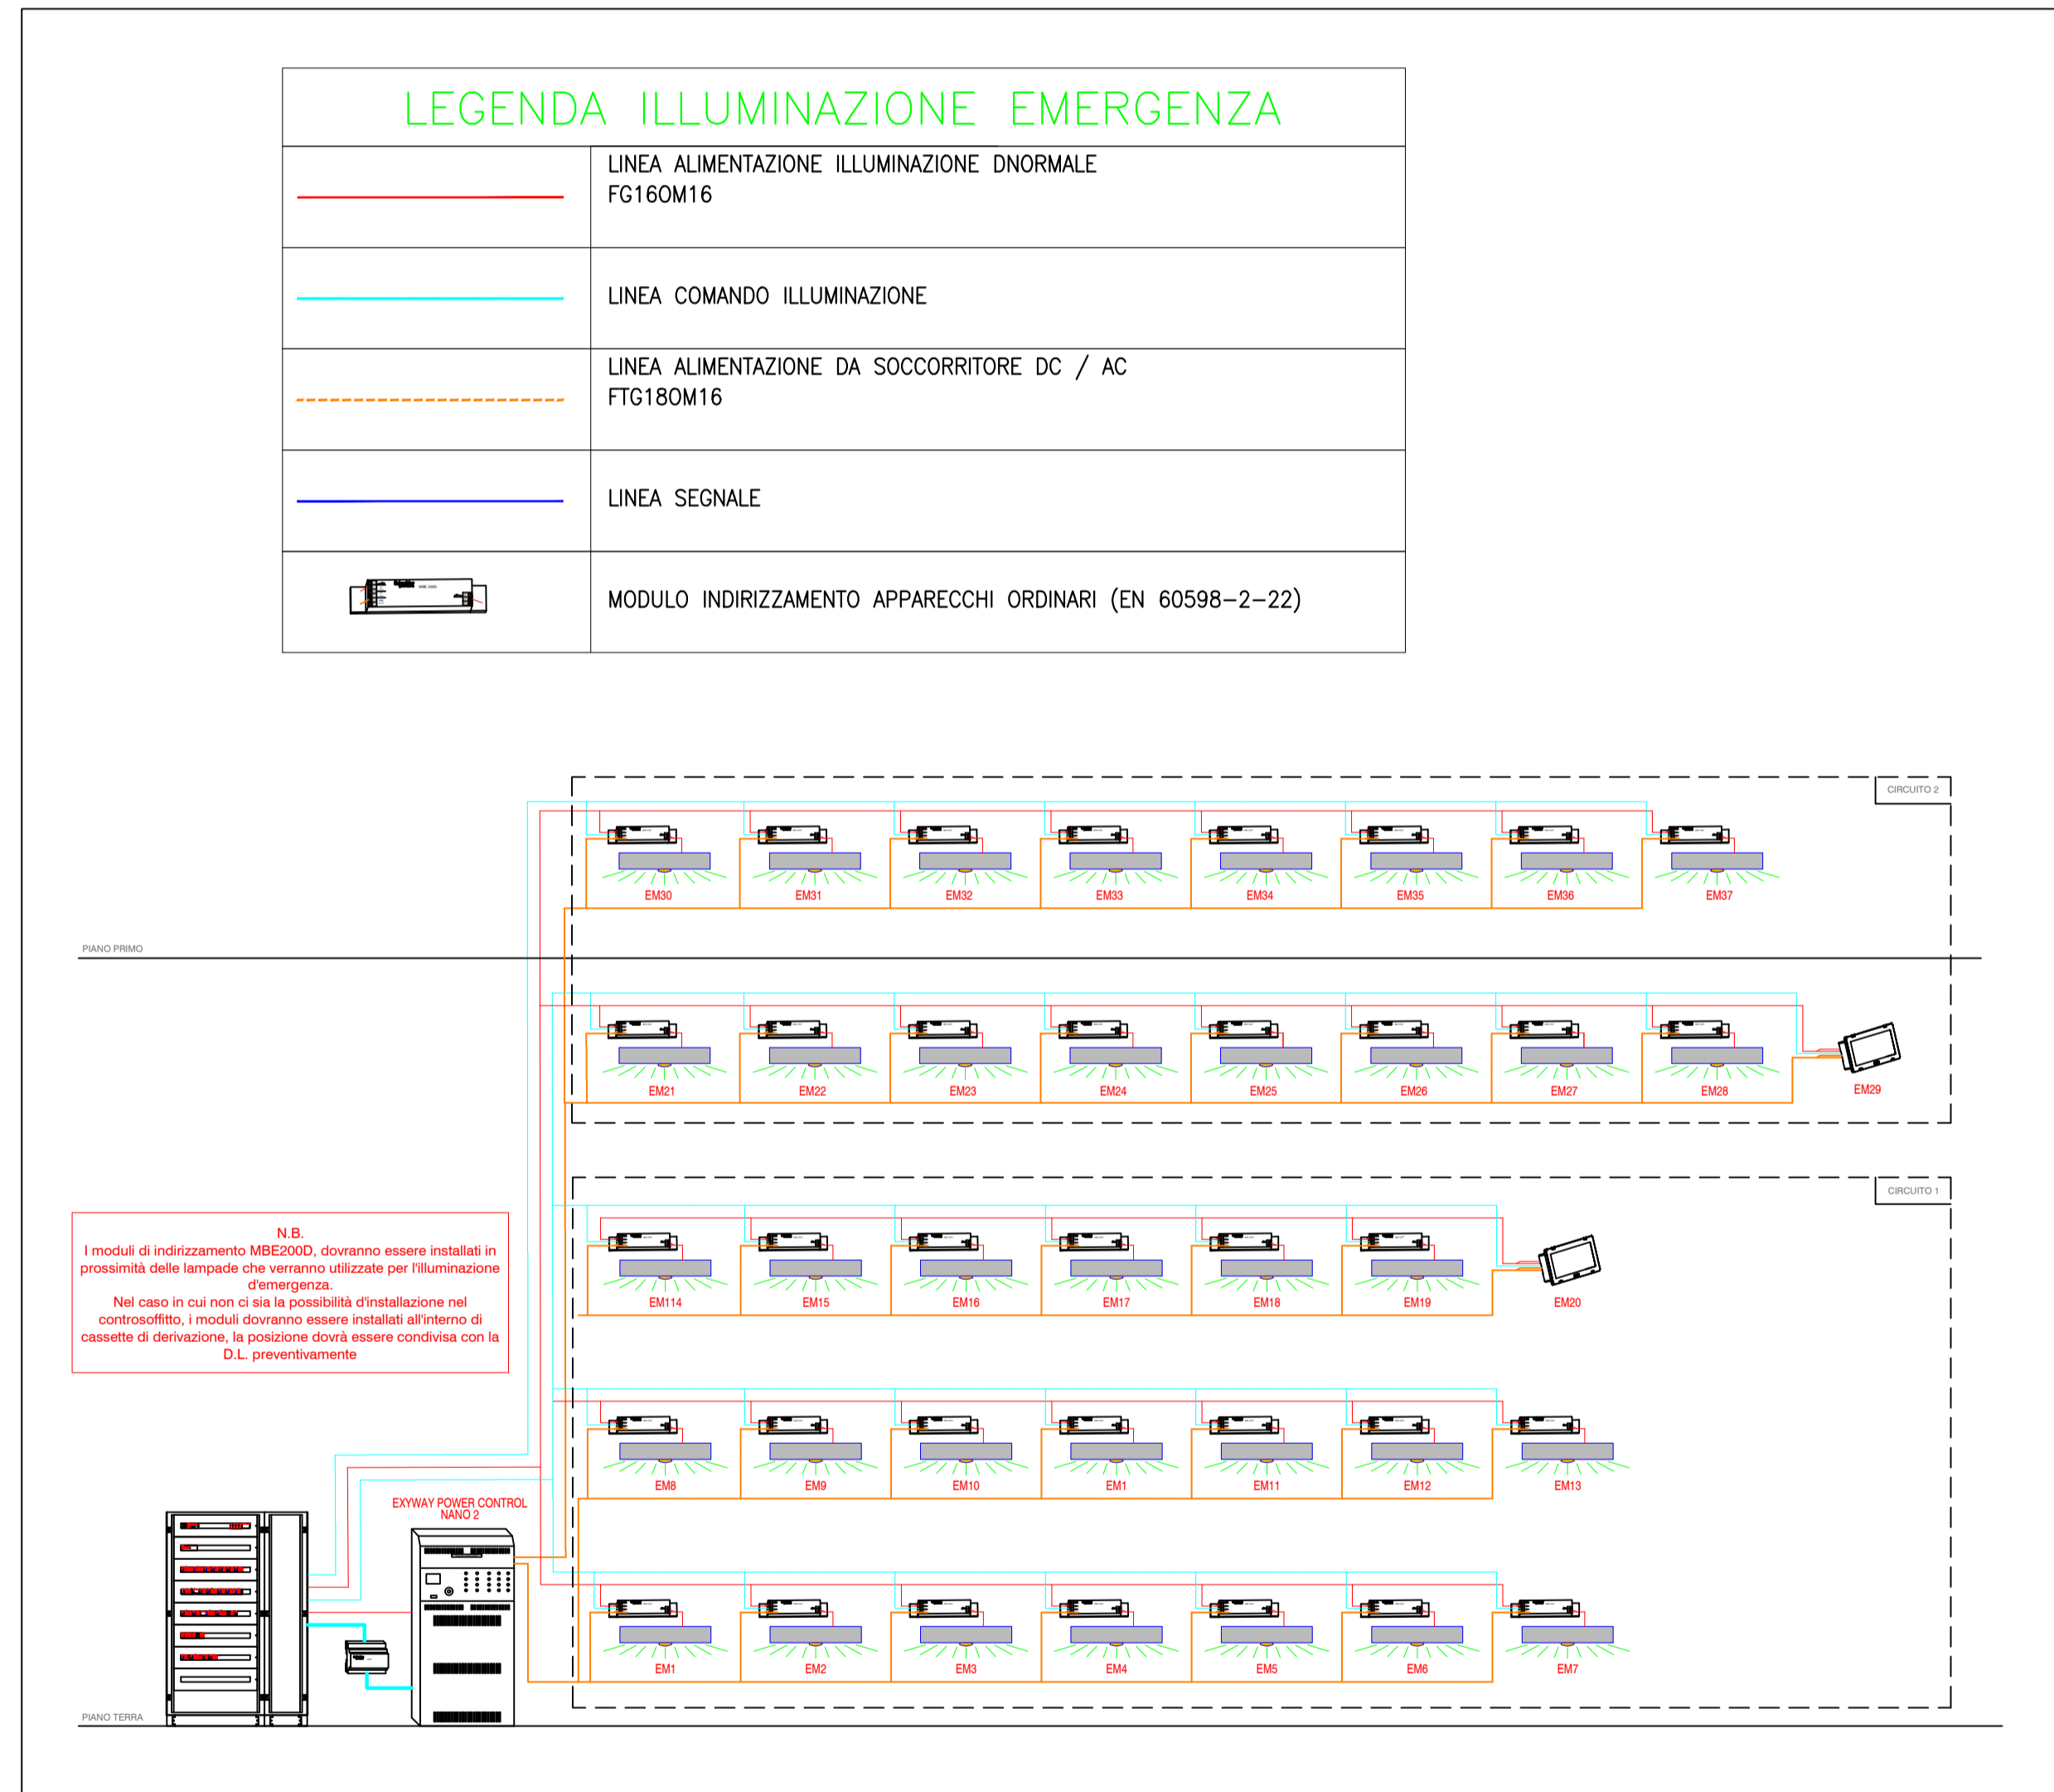 LEGENDA ILLUMINAZIONE EMERGENZA
LINEA ALIMENTAZIONE ILLUMINAZIONE DNORMALE
FG16OM16
LINEA COMANDO ILLUMINAZIONE
LINEA ALIMENTAZIONE DA SOCCORRITORE DC / AC
FTG18OM16
LINEA SEGNALE
MODULO INDIRIZZAMENTO APPARECCHI ORDINARI (EN 60598-2-22)
CIRCUITO 2
EM30 EM31 EM32 EM33 EM34 EM35 EM36 EM37
PIANO PRIMO
EM21 EM22 EM23 EM24 EM25 EM26 EM27 EM28 EM29
CIRCUITO 1
EM114 EM15 EM16 EM17 EM18 EM19 EM20
N.B.
I moduli di indirizzamento MBE200D, dovranno essere installati in
prossimità delle lampade che verranno utilizzate per l'illuminazione
d'emergenza.
Nel caso in cui non ci sia la possibilità d'installazione nel
controsoffitto, i moduli dovranno essere installati all'interno di
cassette di derivazione, la posizione dovrà essere condivisa con la
D.L. preventivamente
EM8 EM9 EM10 EM1 EM11 EM12 EM13
EXYWAY POWER CONTROL
NANO 2
EM1 EM2 EM3 EM4 EM5 EM6 EM7
PIANO TERRA